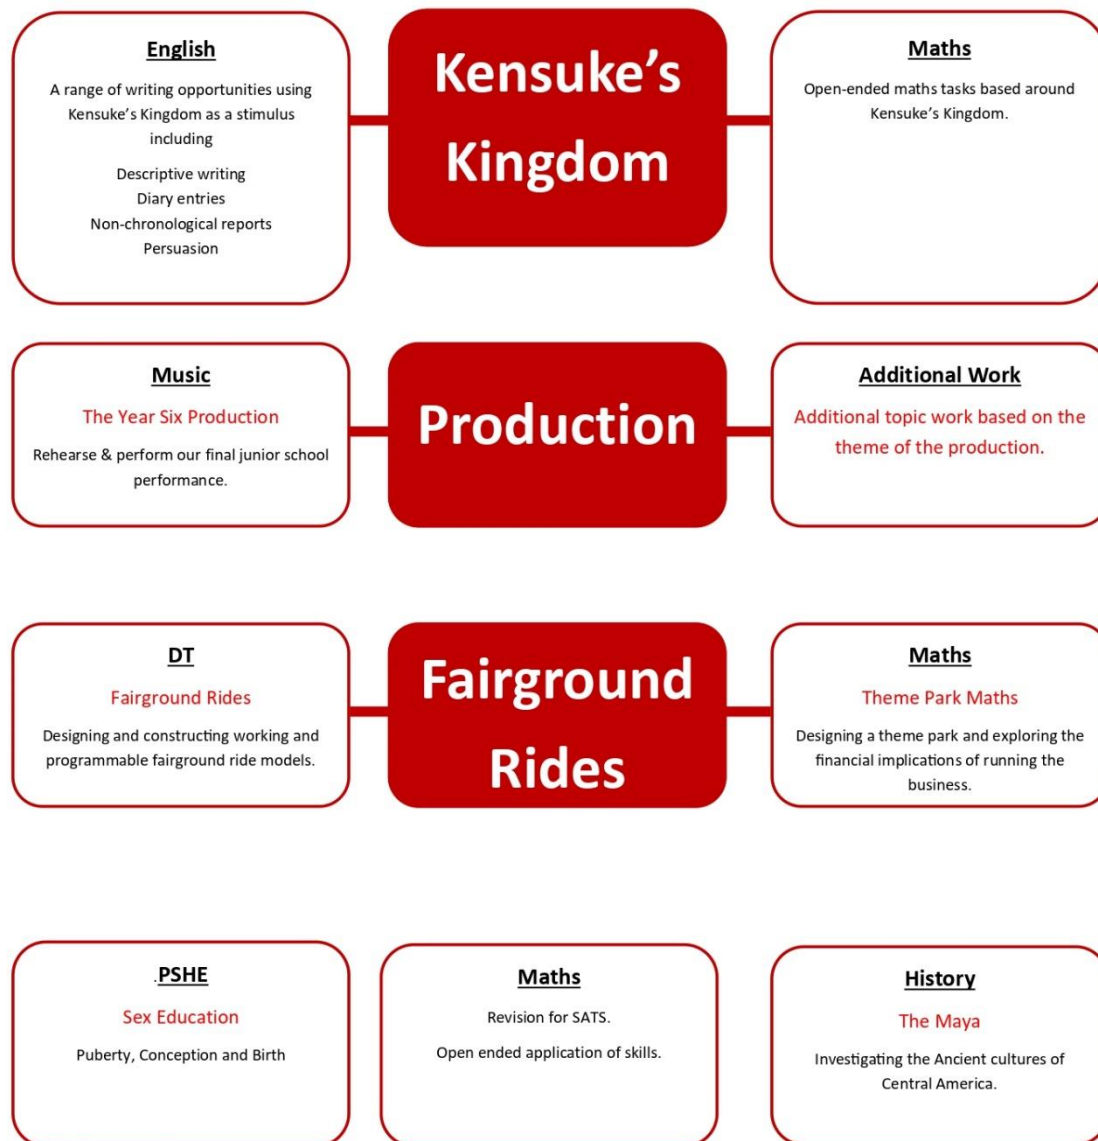 English
A range of writing opportunities using
Kensuke’s Kingdom as a stimulus
including
Descriptive writing
Diary entries
Non-chronological reports
Persuasion
Kensuke’s
Kingdom
Maths
Open-ended maths tasks based around
Kensuke’s Kingdom.
Music
The Year Six Production
Rehearse & perform our final junior school
performance.
Production
Additional Work
Additional topic work based on the
theme of the production.
DT
Fairground Rides
Designing and constructing working and
programmable fairground ride models.
Fairground
Rides
Maths
Theme Park Maths
Designing a theme park and exploring the
financial implications of running the
business.
.PSHE
Sex Education
Puberty, Conception and Birth
Maths
Revision for SATS.
Open ended application of skills.
History
The Maya
Investigating the Ancient cultures of
Central America.